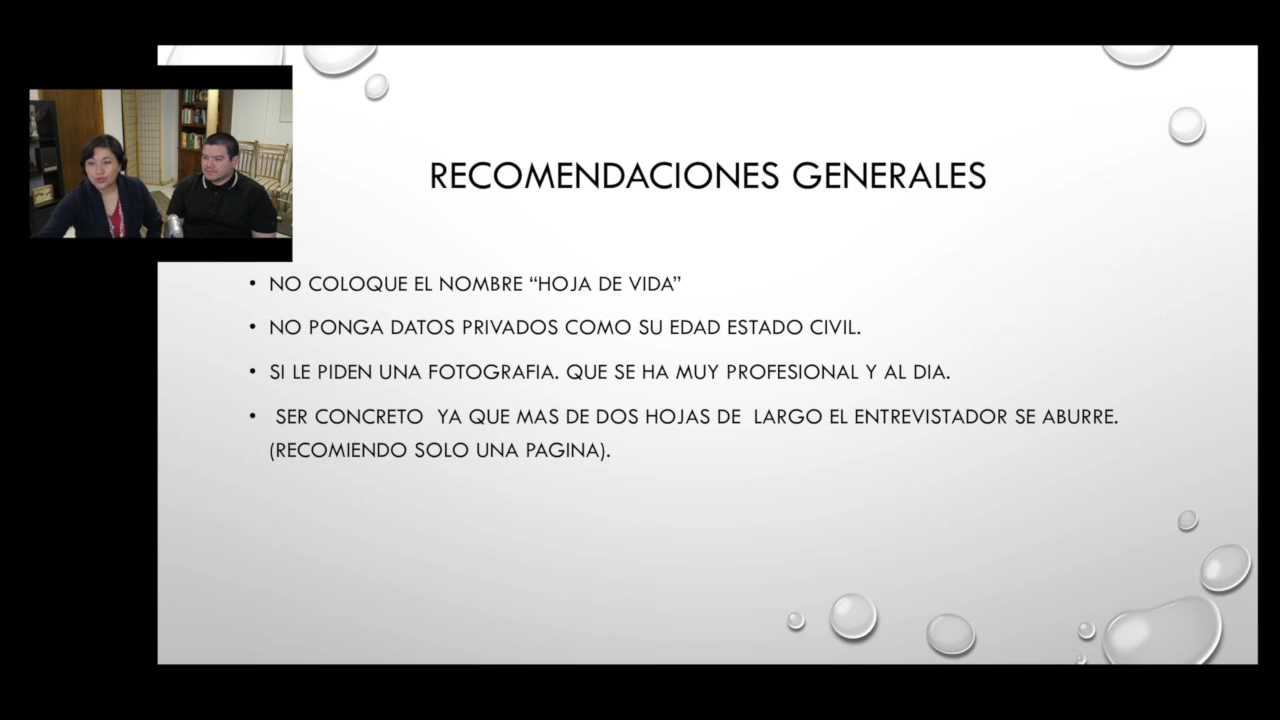 RECOMENDACIONES GENERALES
• NO COLOQUE EL NOMBRE “HOJA DE VIDA”
• NO PONGA DATOS PRIVADOS COMO SU EDAD ESTADO CIVIL.
• SI LE PIDEN UNA FOTOGRAFIA. QUE SE HA MUY PROFESIONAL Y AL DIA.
• SER CONCRETO YA QUE MAS DE DOS HOJAS DE LARGO EL ENTREVISTADOR SE ABURRE.
(RECOMIENDO SOLO UNA PAGINA).